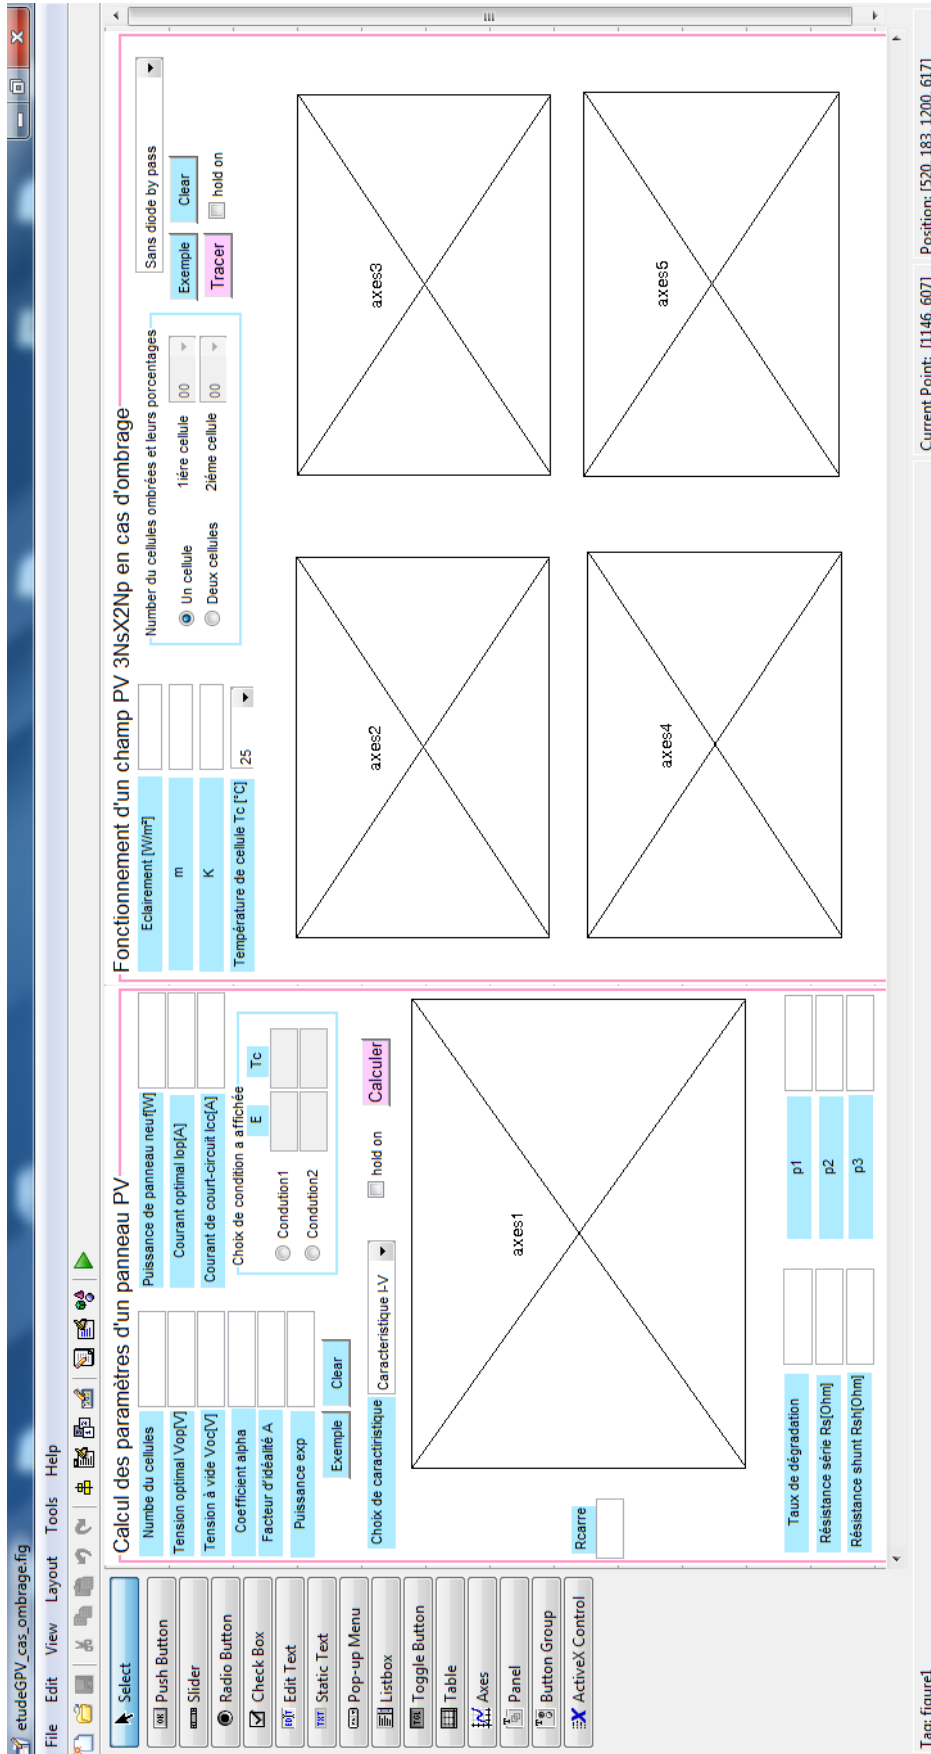 etudeGPV_cas_ombrage.fig
File Edit View Layout Tools Help
Select
Push Button
Slider
Radio Button
Check Box
Edit Text
Static Text
Pop-up Menu
Listbox
Toggle Button
Table
Axes
Panel
Button Group
ActiveX Control
Calcul des paramètres d'un panneau PV
Numbe du cellules
Tension optimal Vop[V]
Tension à vide Voc[V]
Coefficient alpha
Facteur d'idéalité A
Puissance exp
Exemple Clear
Puissance de panneau neuf[W]
Courant optimal Iop[A]
Courant de court-circuit Icc[A]
Choix de condition a affichée
E Tc
Condution1
Condution2
Choix de caractiristique Caracteristique I-V
hold on Calculer
axes1
Rcarre
Taux de dégradation p1
Résistance série Rs[Ohm] p2
Résistance shunt Rsh[Ohm] p3
Fonctionnement d'un champ PV 3NsX2Np en cas d'ombrage
Eclairement [W/m²]
m
K
Température de cellule Tc [°C] 25
Number du cellules ombrées et leurs porcentages
Un cellule 1iére cellule 00
Deux cellules 2iéme cellule 00
Sans diode by pass
Exemple Clear
Tracer hold on
axes2 axes3
axes4 axes5
Tag: figure1 Current Point: [1146, 607] Position: [520, 183, 1200, 617]